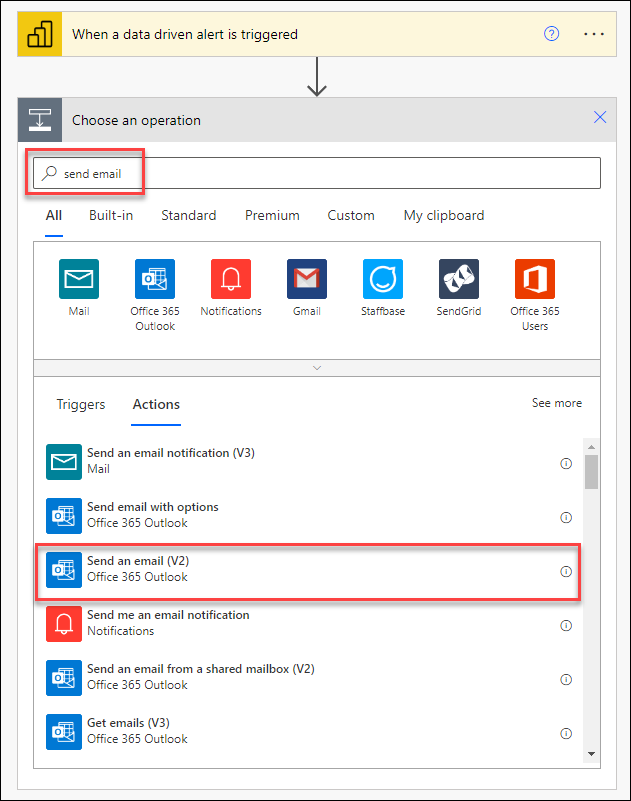 When a data driven alert is triggered
Choose an operation
send email
All Built-in Standard Premium Custom My clipboard
Mail
Office 365 Outlook
Notifications
Gmail
Staffbase
SendGrid
Office 365 Users
Triggers Actions See more
Send an email notification (V3)
Mail
Send email with options
Office 365 Outlook
Send an email (V2)
Office 365 Outlook
Send me an email notification
Notifications
Send an email from a shared mailbox (V2)
Office 365 Outlook
Get emails (V3)
Office 365 Outlook